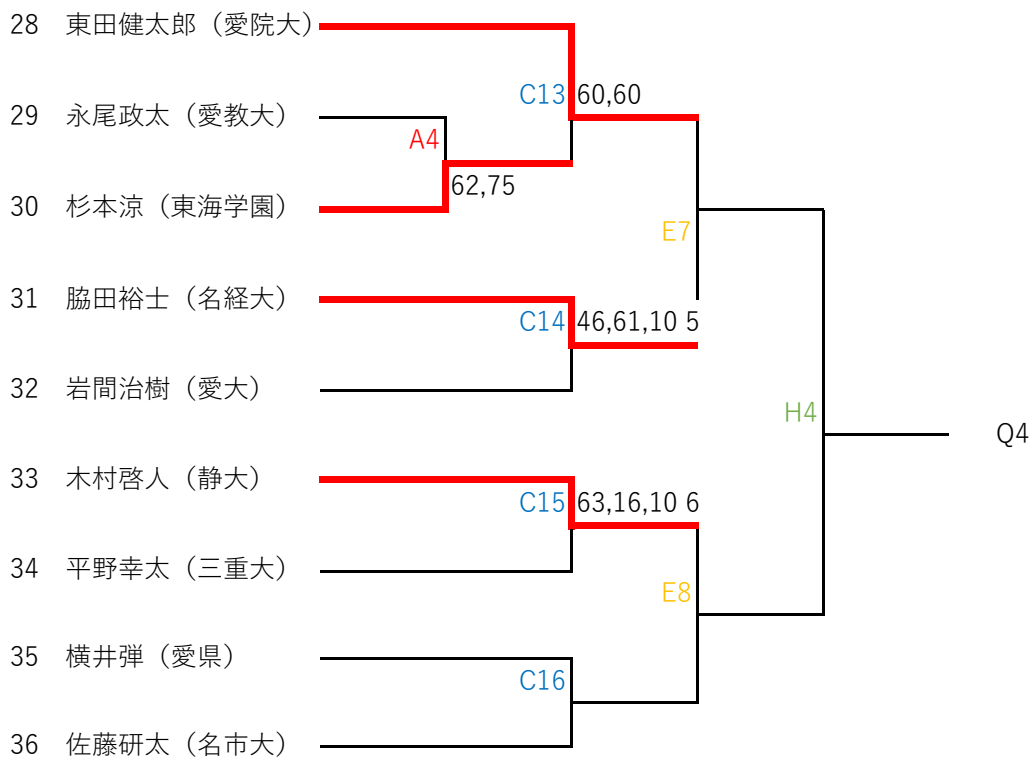 28 東田健太郎（愛院大）
C13 60,60
29 永尾政太（愛教大）
A4
62,75
30 杉本涼（東海学園）
E7
31 脇田裕士（名経大）
C14 46,61,10 5
32 岩間治樹（愛大）
H4
Q4
33 木村啓人（静大）
C15 63,16,10 6
34 平野幸太（三重大）
E8
35 横井弾（愛県）
C16
36 佐藤研太（名市大）